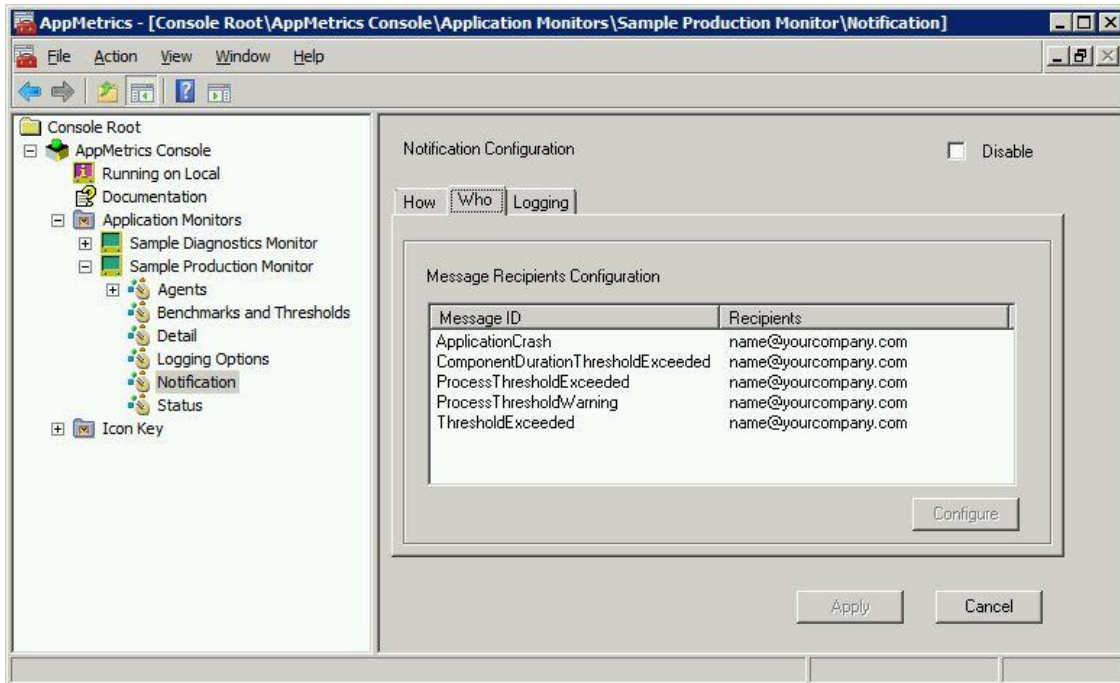 AppMetrics - [Console Root\AppMetrics Console\Application Monitors\Sample Production Monitor\Notification]
File Action View Window Help
Console Root
AppMetrics Console
Running on Local
Documentation
Application Monitors
Sample Diagnostics Monitor
Sample Production Monitor
Agents
Benchmarks and Thresholds
Detail
Logging Options
Notification
Status
Icon Key
Notification Configuration
Disable
How Who Logging
Message Recipients Configuration
Message ID Recipients
ApplicationCrash name@yourcompany.com
ComponentDurationThresholdExceeded name@yourcompany.com
ProcessThresholdExceeded name@yourcompany.com
ProcessThresholdWarning name@yourcompany.com
ThresholdExceeded name@yourcompany.com
Configure
Apply Cancel